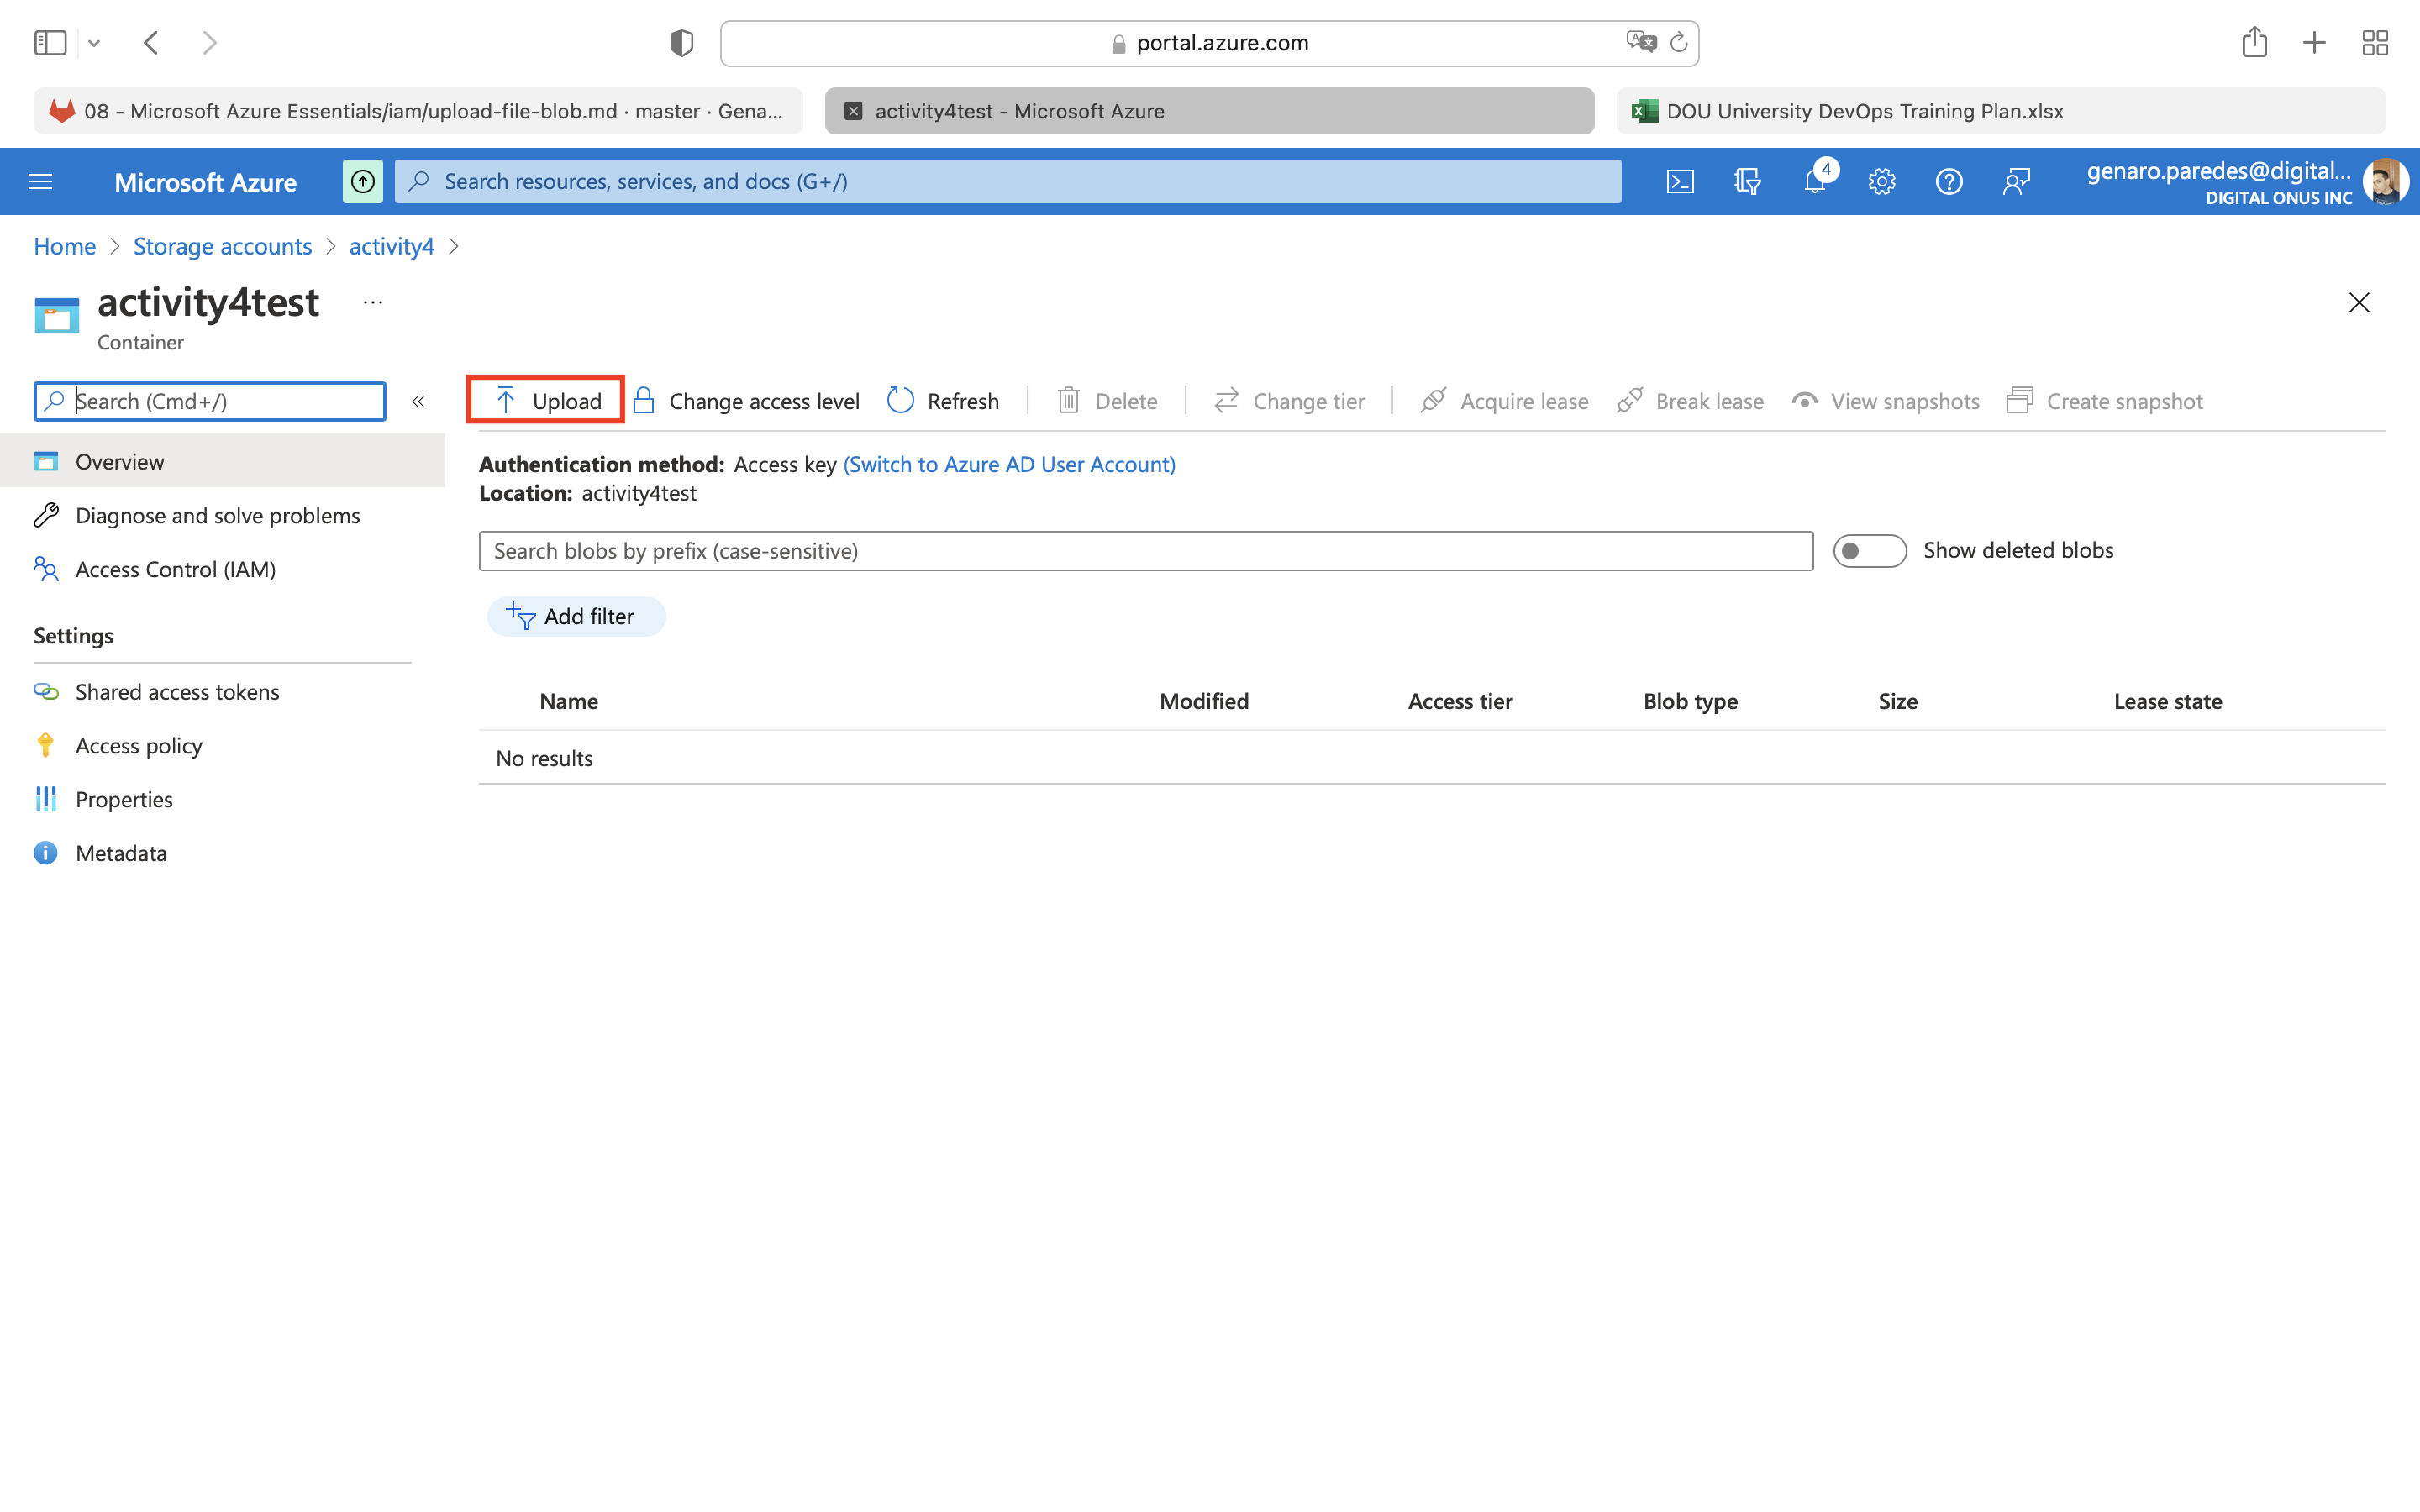 portal.azure.com
08 - Microsoft Azure Essentials/iam/upload-file-blob.md · master · Gena...
activity4test - Microsoft Azure
DOU University DevOps Training Plan.xlsx
Microsoft Azure
Search resources, services, and docs (G+/)
4
genaro.paredes@digital...
DIGITAL ONUS INC
Home > Storage accounts > activity4 >
activity4test ...
Container
Search (Cmd+/)
«
Upload
Change access level
Refresh
Delete
Change tier
Acquire lease
Break lease
View snapshots
Create snapshot
Overview
Diagnose and solve problems
Access Control (IAM)
Settings
Shared access tokens
Access policy
Properties
Metadata
Authentication method: Access key (Switch to Azure AD User Account)
Location: activity4test
Search blobs by prefix (case-sensitive)
Show deleted blobs
Add filter
Name Modified Access tier Blob type Size Lease state
No results